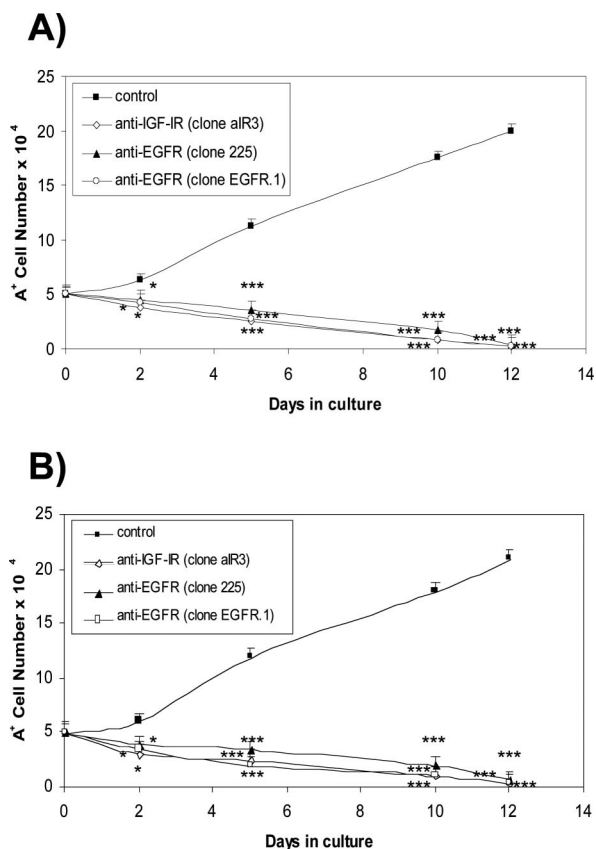 A)
25
20
15
10
5
0
A+ Cell Number x 10-4
control
anti-IGF-IR (clone aIR3)
anti-EGFR (clone 225)
anti-EGFR (clone EGFR.1)
* *** *** ***
* *** *** ***
* *** *** ***
0 2 4 6 8 10 12 14
Days in culture
B)
25
20
15
10
5
0
A+ Cell Number x 10-4
control
anti-IGF-IR (clone aIR3)
anti-EGFR (clone 225)
anti-EGFR (clone EGFR.1)
* *** *** ***
* *** *** ***
* *** *** ***
0 2 4 6 8 10 12 14
Days in culture